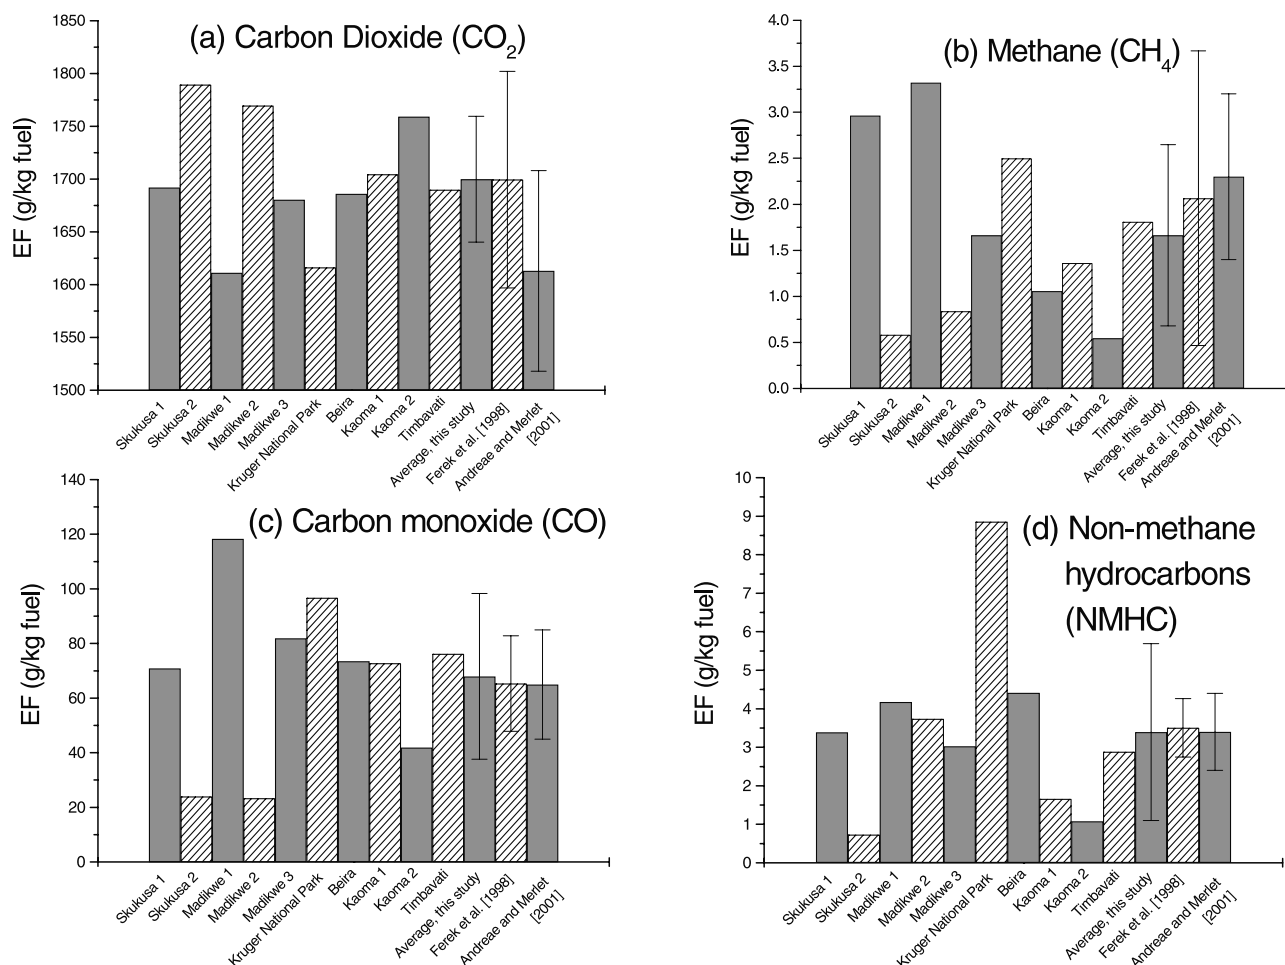 (a) Carbon Dioxide (CO2)
EF (g/kg fuel)
1850
1800
1750
1700
1650
1600
1550
1500
Skukusa 1
Skukusa 2
Madikwe 1
Madikwe 2
Madikwe 3
Kruger National Park
Beira
Kaoma 1
Kaoma 2
Timbavati
Average, this study
Ferek et al. [1998]
Andreae and Merlet
[2001]
(b) Methane (CH4)
EF (g/kg fuel)
4.0
3.5
3.0
2.5
2.0
1.5
1.0
0.5
0.0
Skukusa 1
Skukusa 2
Madikwe 1
Madikwe 2
Madikwe 3
Kruger National Park
Beira
Kaoma 1
Kaoma 2
Timbavati
Average, this study
Ferek et al. [1998]
Andreae and Merlet
[2001]
(c) Carbon monoxide (CO)
EF (g/kg fuel)
140
120
100
80
60
40
20
0
Skukusa 1
Skukusa 2
Madikwe 1
Madikwe 2
Madikwe 3
Kruger National Park
Beira
Kaoma 1
Kaoma 2
Timbavati
Average, this study
Ferek et al. [1998]
Andreae and Merlet
[2001]
(d) Non-methane
hydrocarbons
(NMHC)
EF (g/kg fuel)
10
9
8
7
6
5
4
3
2
1
0
Skukusa 1
Skukusa 2
Madikwe 1
Madikwe 2
Madikwe 3
Kruger National Park
Beira
Kaoma 1
Kaoma 2
Timbavati
Average, this study
Ferek et al. [1998]
Andreae and Merlet
[2001]